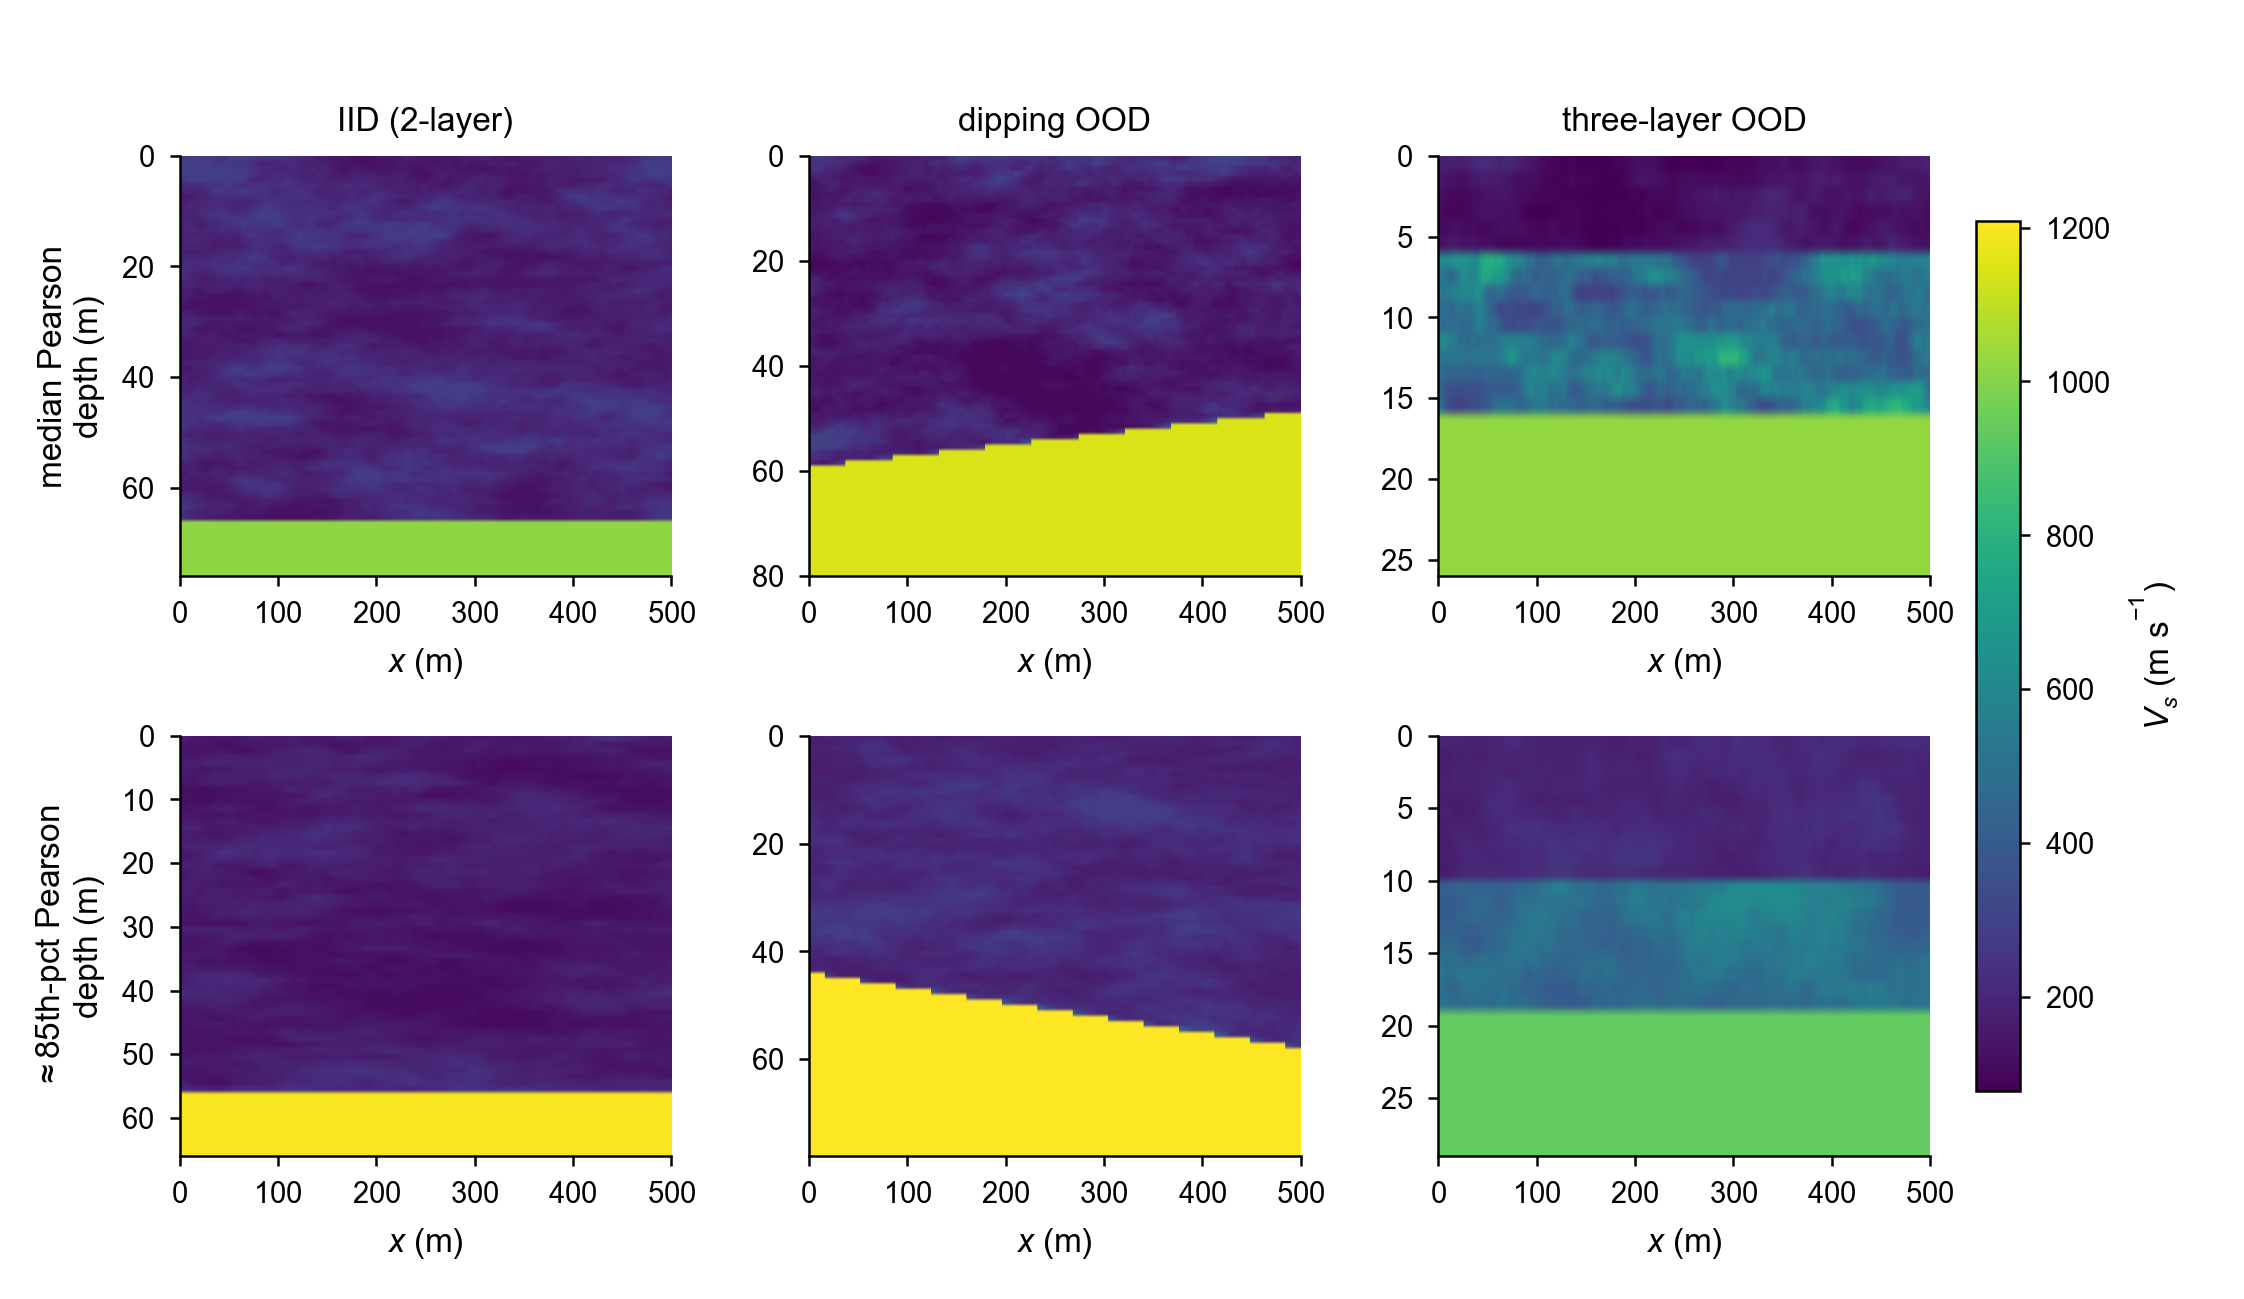 IID (2-layer)
dipping OOD
three-layer OOD
median Pearson
depth (m)
0
20
40
60
0 100 200 300 400 500
x (m)
0
20
40
60
80
0 100 200 300 400 500
x (m)
0
5
10
15
20
25
0 100 200 300 400 500
x (m)
≈85th-pct Pearson
depth (m)
0
10
20
30
40
50
60
0 100 200 300 400 500
x (m)
0
20
40
60
0 100 200 300 400 500
x (m)
0
5
10
15
20
25
0 100 200 300 400 500
x (m)
1200
1000
800
600
400
200
Vₛ (m s⁻¹)